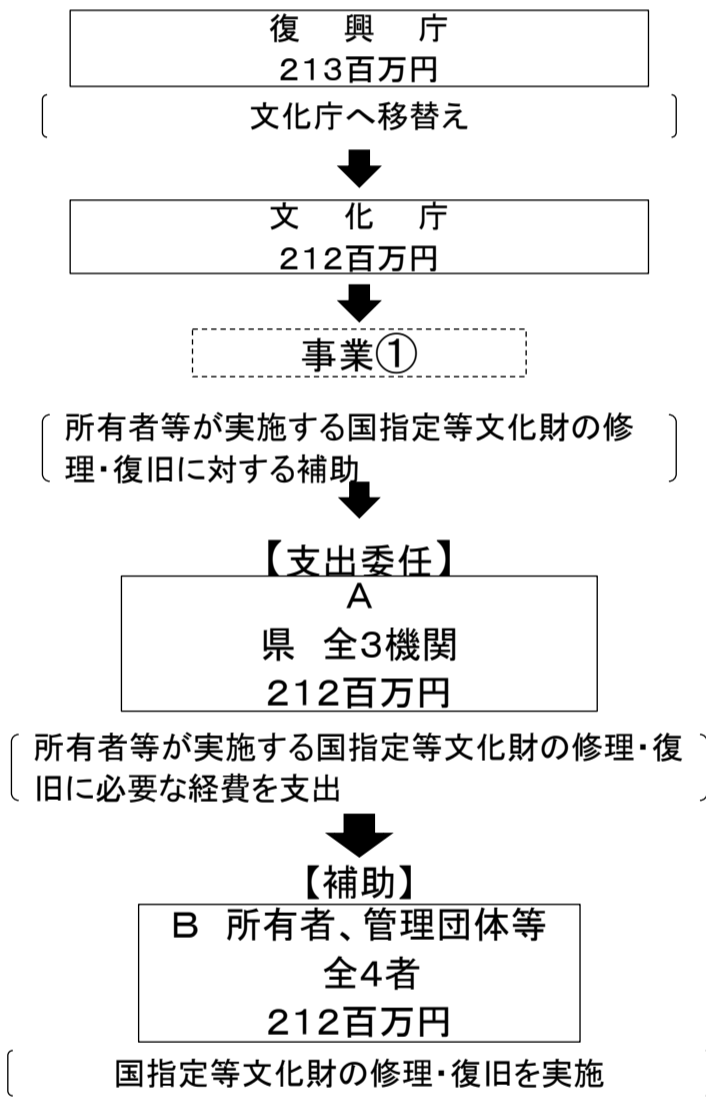 復　興　庁
213百万円
文化庁へ移替え
文　化　庁
212百万円
事業①
所有者等が実施する国指定等文化財の修
理・復旧に対する補助
【支出委任】
A
県　全3機関
212百万円
所有者等が実施する国指定等文化財の修理・復
旧に必要な経費を支出
【補助】
B　所有者、管理団体等
全4者
212百万円
国指定等文化財の修理・復旧を実施